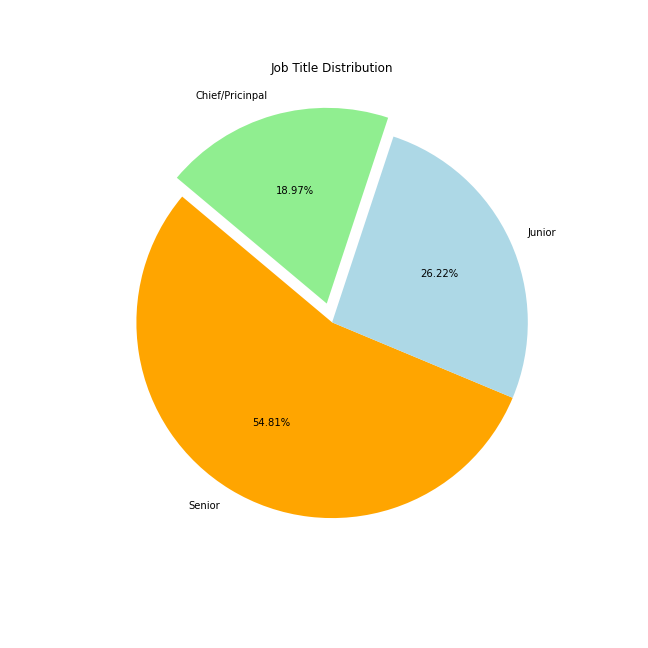 Job Title Distribution
Chief/Pricinpal
18.97%
Junior
26.22%
54.81%
Senior